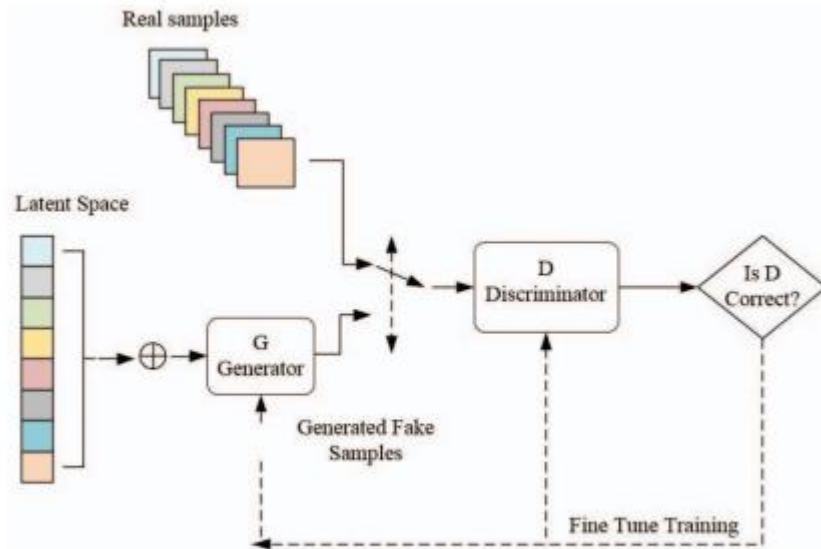 Real samples
Latent Space
D
Discriminator
Is D
Correct?
G
Generator
Generated Fake
Samples
Fine Tune Training